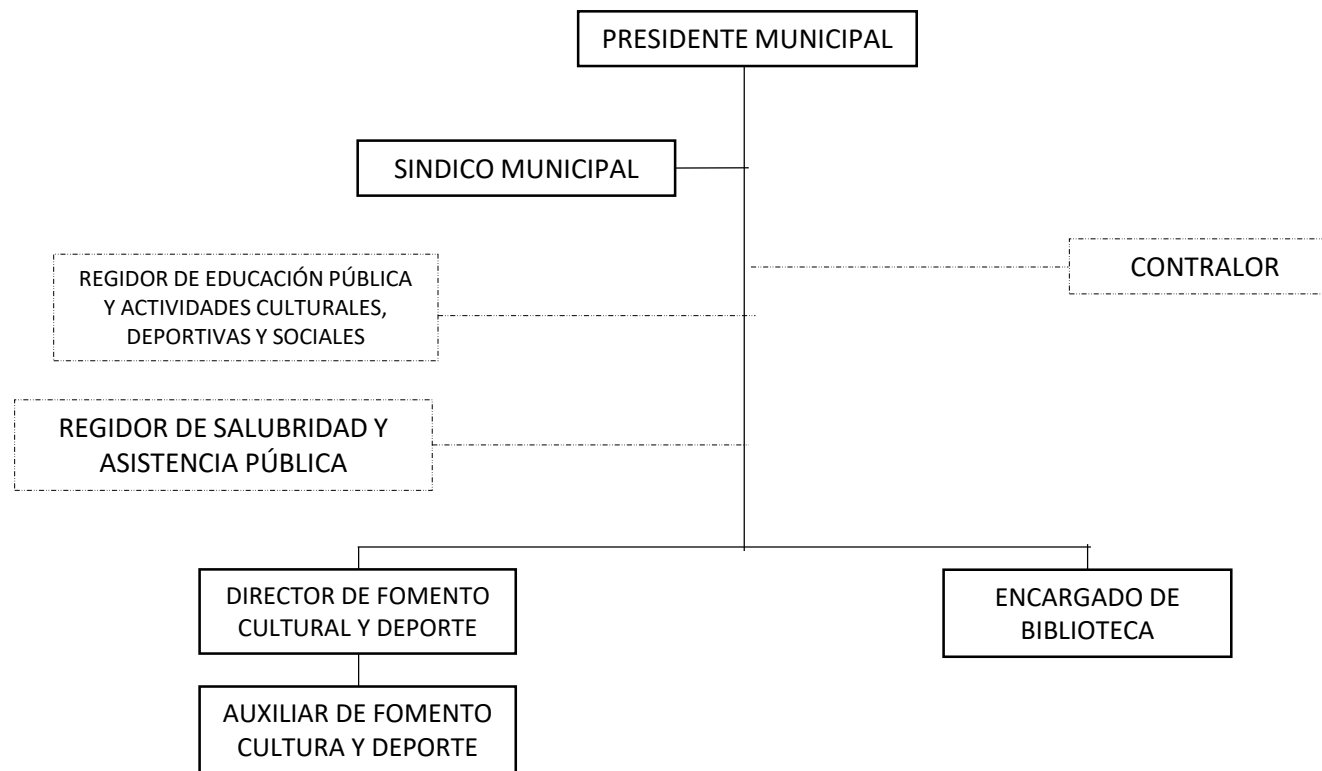 PRESIDENTE MUNICIPAL
SINDICO MUNICIPAL
CONTRALOR
REGIDOR DE EDUCACIÓN PÚBLICA
Y ACTIVIDADES CULTURALES,
DEPORTIVAS Y SOCIALES
REGIDOR DE SALUBRIDAD Y
ASISTENCIA PÚBLICA
DIRECTOR DE FOMENTO
CULTURAL Y DEPORTE
ENCARGADO DE
BIBLIOTECA
AUXILIAR DE FOMENTO
CULTURA Y DEPORTE